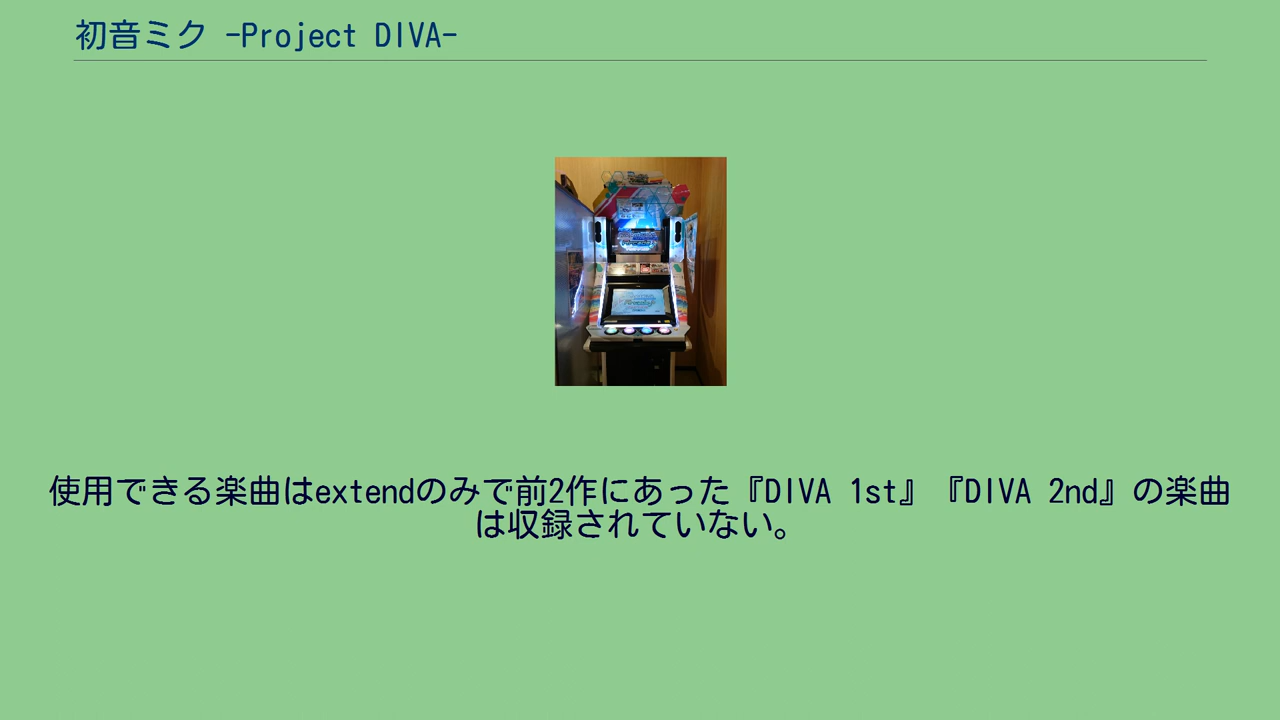 初音ミク -Project DIVA-
使用できる楽曲はextendのみで前2作にあった『DIVA 1st』『DIVA 2nd』の楽曲
は収録されていない。